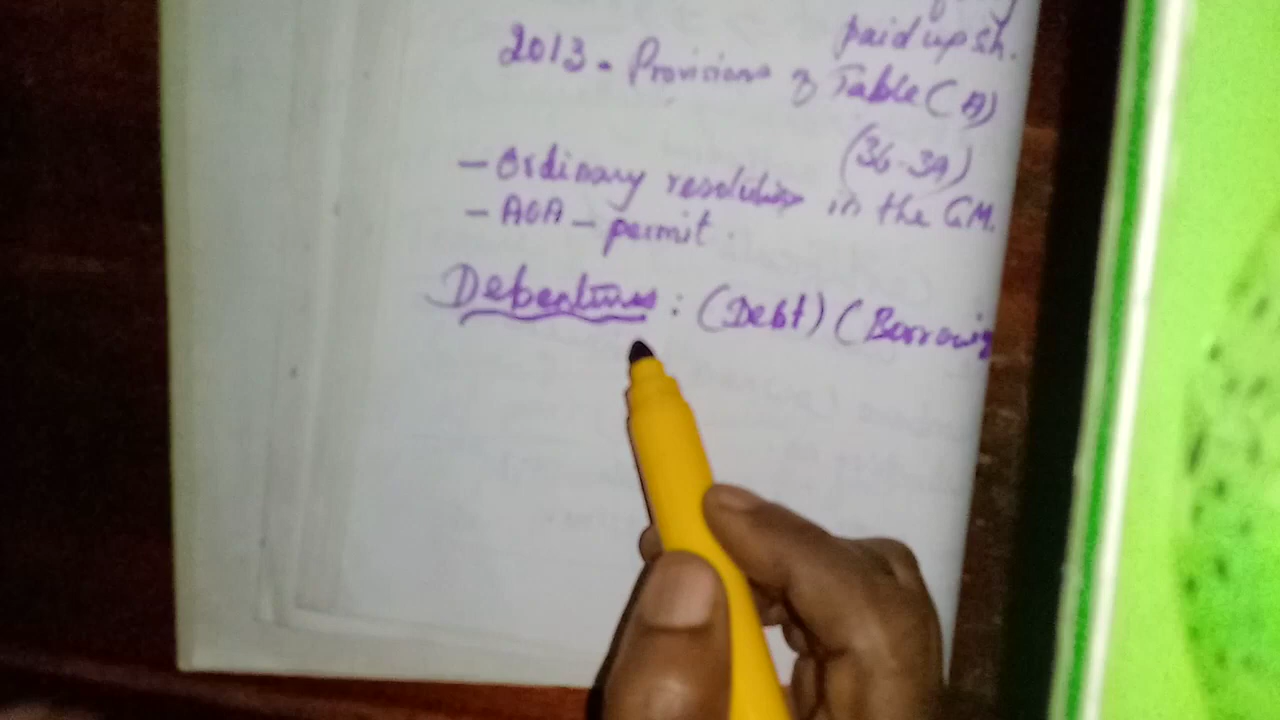 paid up sh.
2013 - Provisions of Table (A)
(36-39)
- Ordinary resolution in the GM.
- AOA - permit.
Debentures : (Debt) (Borrowing